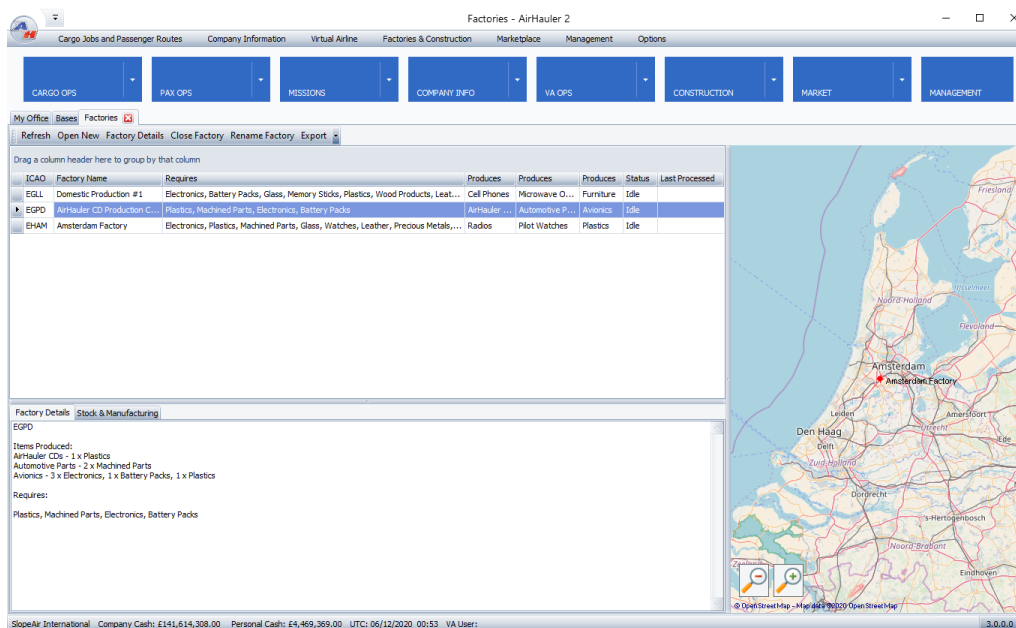 Factories - AirHauler 2
Cargo Jobs and Passenger Routes Company Information Virtual Airline Factories & Construction Marketplace Management Options
CARGO OPS PAX OPS MISSIONS COMPANY INFO VA OPS CONSTRUCTION MARKET MANAGEMENT
My Office Bases Factories
Refresh Open New Factory Details Close Factory Rename Factory Export
Drag a column header here to group by that column
ICAO Factory Name Requires Produces Produces Produces Status Last Processed
EGLL Domestic Production #1 Electronics, Battery Packs, Glass, Memory Sticks, Plastics, Wood Products, Leat... Cell Phones Microwave O... Furniture Idle
EGPD AirHauler CD Production C... Plastics, Machined Parts, Electronics, Battery Packs AirHauler ... Automotive P... Avionics Idle
EHAM Amsterdam Factory Electronics, Plastics, Machined Parts, Glass, Watches, Leather, Precious Metals,... Radios Pilot Watches Plastics Idle
Factory Details Stock & Manufacturing
EGPD
Items Produced:
AirHauler CDs - 1 x Plastics
Automotive Parts - 2 x Machined Parts
Avionics - 3 x Electronics, 1 x Battery Packs, 1 x Plastics
Requires:
Plastics, Machined Parts, Electronics, Battery Packs
Friesland
IJsselmeer
Noord-Holland
Flevoland
Amsterdam
Amsterdam Factory
Leiden
Amersfoort
Den Haag
Utrecht
Ede
Delft
Zuid-Holland
Dordrecht
's-Hertogenbosch
Noord-Brabant
Eindhoven
Zeeland
© OpenStreetMap - Map data ©2020 OpenStreetMap
SlopeAir International Company Cash: £141,614,308.00 Personal Cash: £4,469,369.00 UTC: 06/12/2020 00:53 VA User: 3.0.0.0